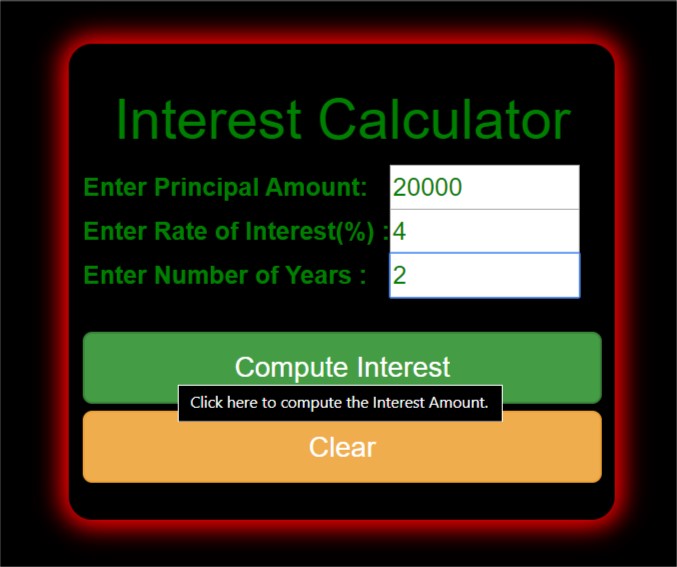 Interest Calculator
Enter Principal Amount: 20000
Enter Rate of Interest(%) : 4
Enter Number of Years : 2
Compute Interest
Click here to compute the Interest Amount.
Clear